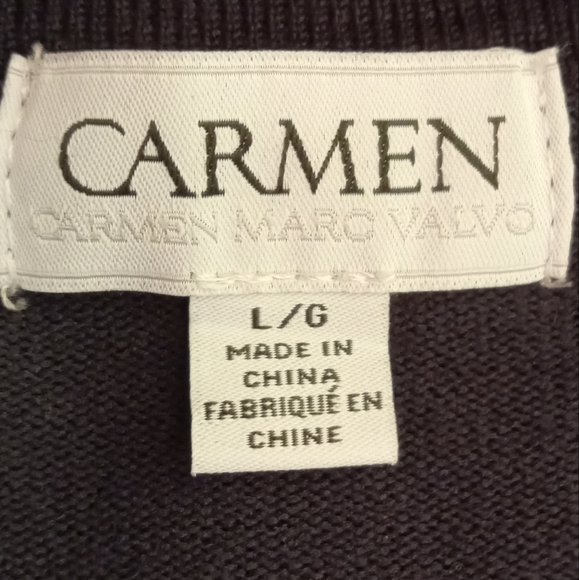 CARMEN
CARMEN MARC VALVO
L/G
MADE IN
CHINA
FABRIQUÉ EN
CHINE